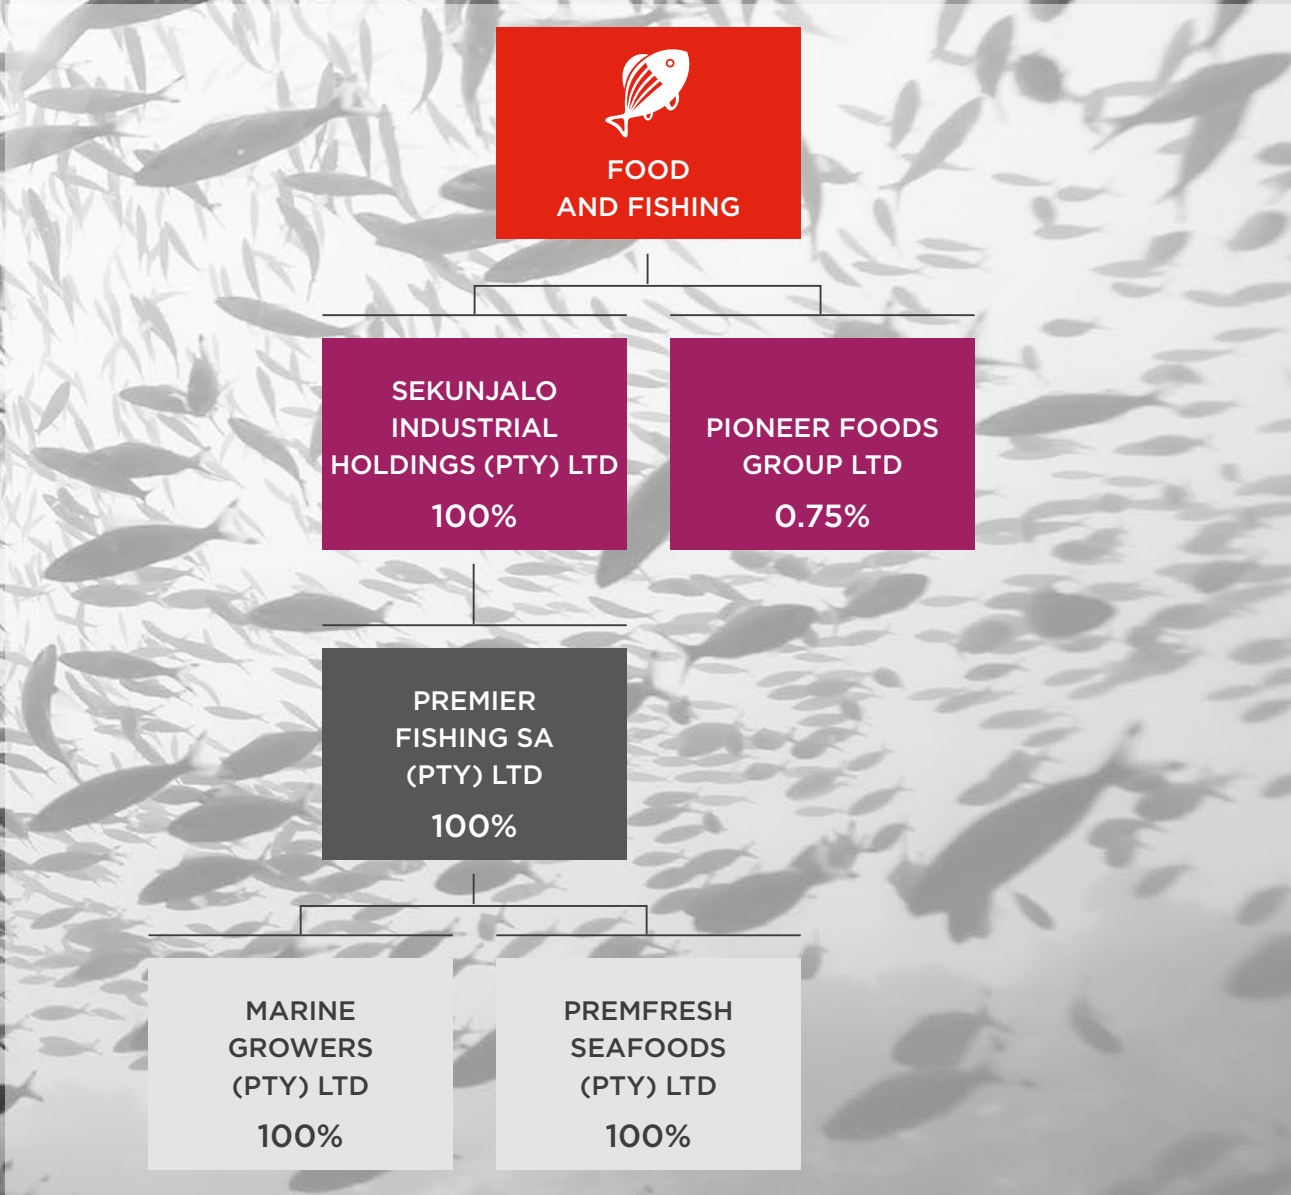 FOOD
AND FISHING
SEKUNJALO
INDUSTRIAL
HOLDINGS (PTY) LTD
100%
PIONEER FOODS
GROUP LTD
0.75%
PREMIER
FISHING SA
(PTY) LTD
100%
MARINE
GROWERS
(PTY) LTD
100%
PREMFRESH
SEAFOODS
(PTY) LTD
100%